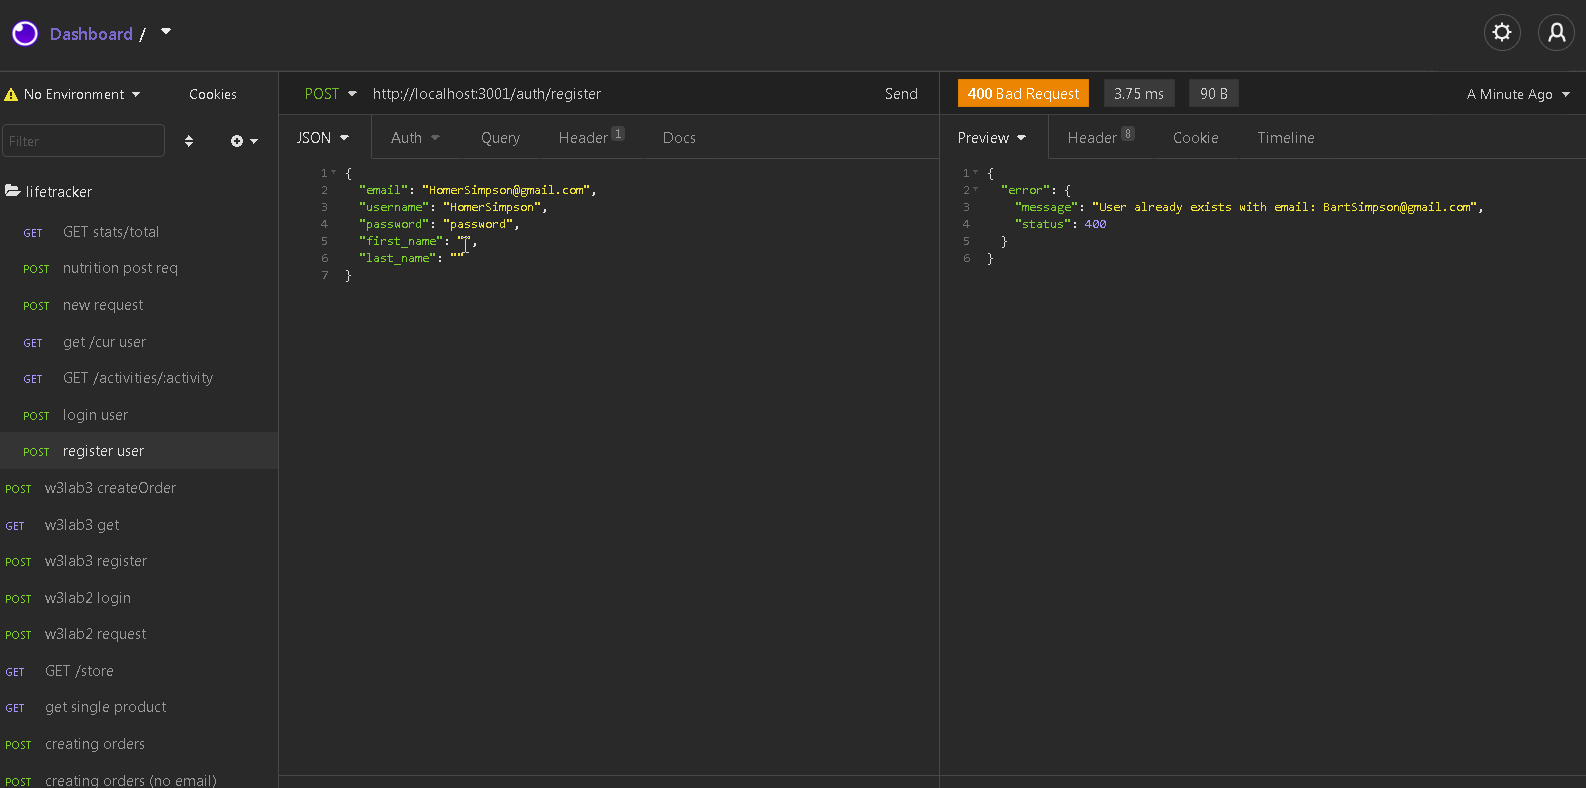 Dashboard /
No Environment
Cookies
Filter
lifetracker
GET GET stats/total
POST nutrition post req
POST new request
GET get /cur user
GET GET /activities/:activity
POST login user
POST register user
POST w3lab3 createOrder
GET w3lab3 get
POST w3lab3 register
POST w3lab2 login
POST w3lab2 request
GET GET /store
GET get single product
POST creating orders
POST creating orders (no email)
POST http://localhost:3001/auth/register Send
JSON Auth Query Header 1 Docs
1 {
2 "email": "HomerSimpson@gmail.com",
3 "username": "HomerSimpson",
4 "password": "password",
5 "first_name": "",
6 "last_name": ""
7 }
400 Bad Request 3.75 ms 90 B A Minute Ago
Preview Header 8 Cookie Timeline
1 {
2 "error": {
3 "message": "User already exists with email: BartSimpson@gmail.com",
4 "status": 400
5 }
6 }